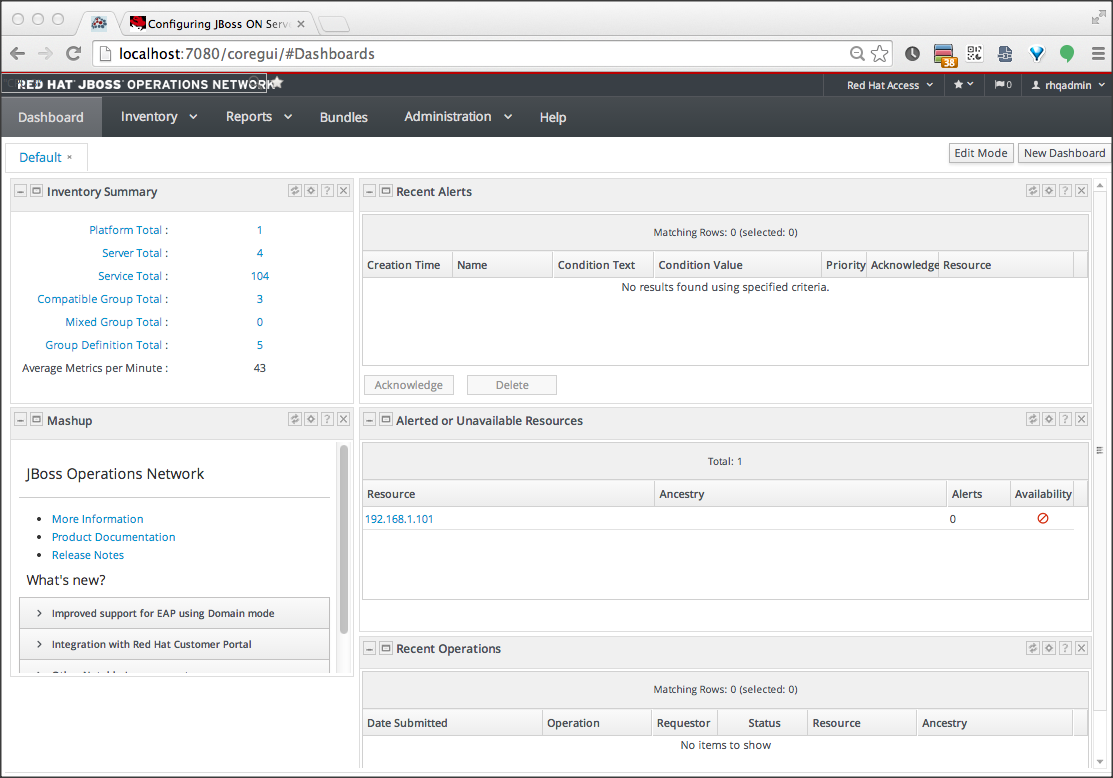 Configuring JBoss ON Serv
localhost:7080/coregui/#Dashboards
38
RED HAT JBOSS OPERATIONS NETWORK
Red Hat Access
0
rhqadmin
Dashboard
Inventory
Reports
Bundles
Administration
Help
Default ×
Edit Mode
New Dashboard
Inventory Summary
Platform Total : 1
Server Total : 4
Service Total : 104
Compatible Group Total : 3
Mixed Group Total : 0
Group Definition Total : 5
Average Metrics per Minute : 43
Recent Alerts
Matching Rows: 0 (selected: 0)
Creation Time Name Condition Text Condition Value Priority Acknowledge Resource
No results found using specified criteria.
Acknowledge Delete
Mashup
JBoss Operations Network
More Information
Product Documentation
Release Notes
What's new?
Improved support for EAP using Domain mode
Integration with Red Hat Customer Portal
Alerted or Unavailable Resources
Total: 1
Resource Ancestry Alerts Availability
192.168.1.101 0
Recent Operations
Matching Rows: 0 (selected: 0)
Date Submitted Operation Requestor Status Resource Ancestry
No items to show